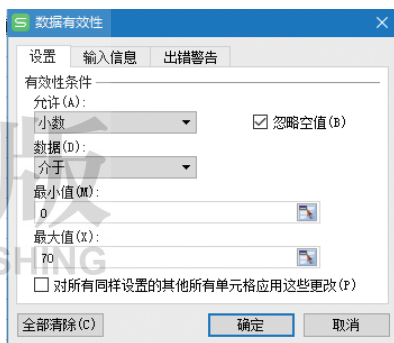 S 数据有效性
设置 输入信息 出错警告
有效性条件
允许(A):
小数 忽略空值(B)
数据(D):
介于
最小值(M):
0
版
最大值(X):
70
SHING
对所有同样设置的其他所有单元格应用这些更改(P)
全部清除(C) 确定 取消